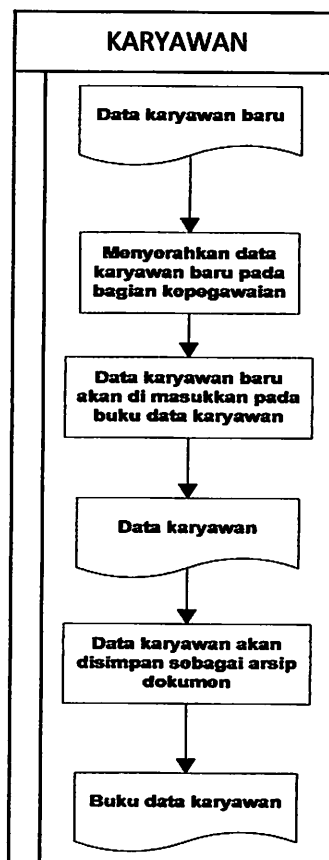 KARYAWAN
Data karyawan baru
Menyerahkan data
karyawan baru pada
bagian kepegawaian
Data karyawan baru
akan di masukkan pada
buku data karyawan
Data karyawan
Data karyawan akan
disimpan sebagai arsip
dokumen
Buku data karyawan